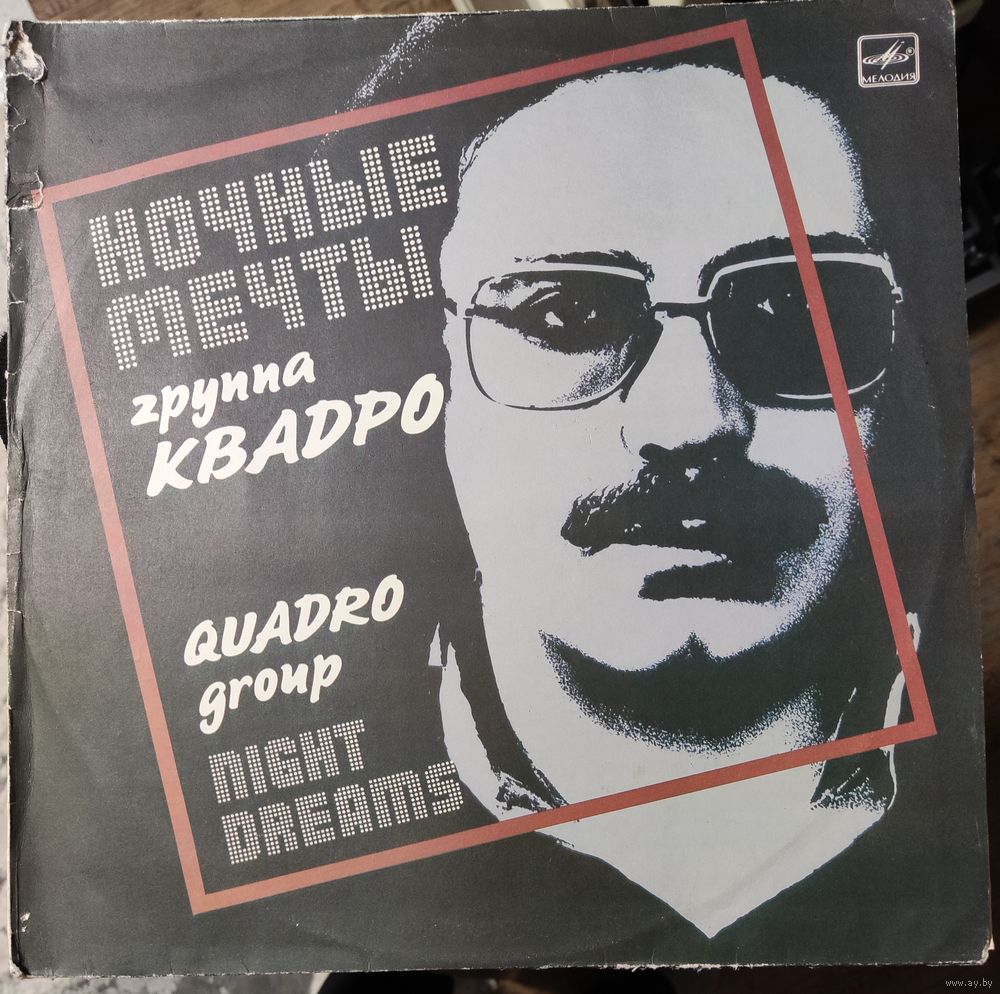 НОЧНЫЕ
МЕЧТЫ
группа
КВАДРО
QUADRO
group
NIGHT
DREAMS
МЕЛОДИЯ
www.ay.by